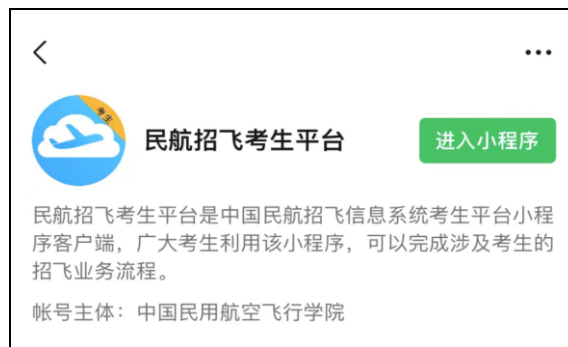 考生
民航招飞考生平台
进入小程序
民航招飞考生平台是中国民航招飞信息系统考生平台小程
序客户端，广大考生利用该小程序，可以完成涉及考生的
招飞业务流程。
帐号主体：中国民用航空飞行学院